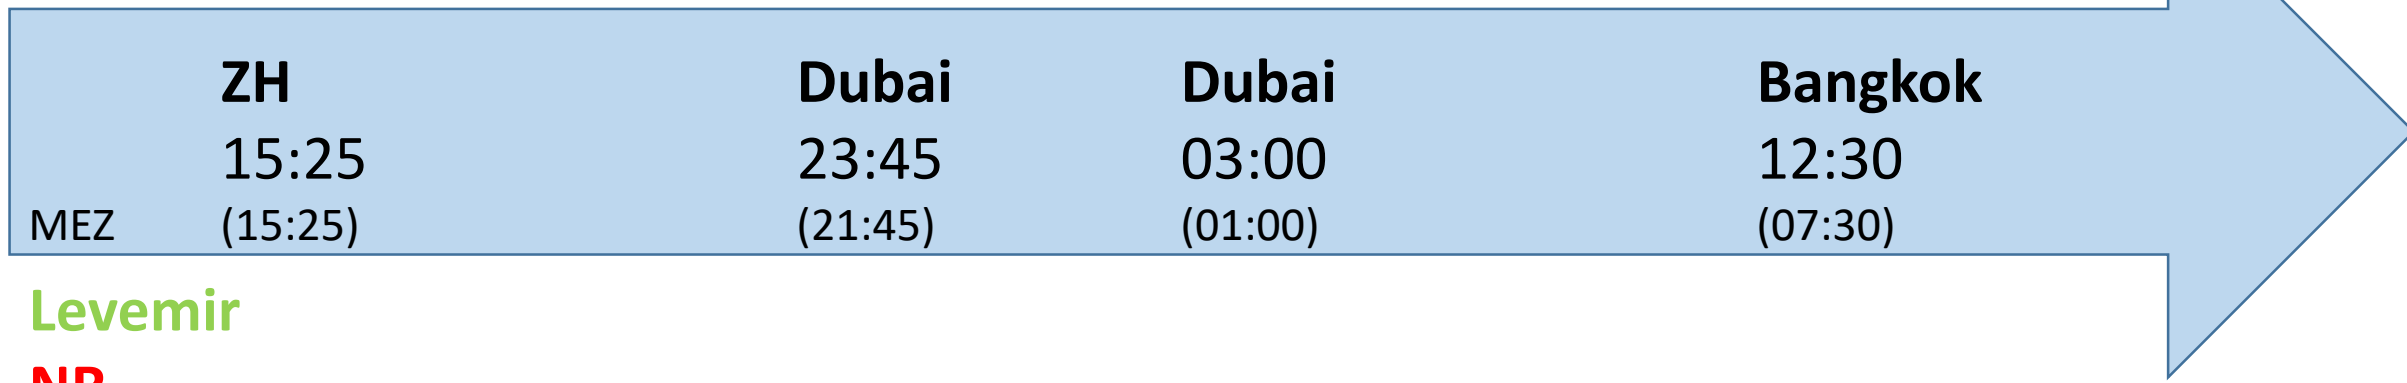 ZH Dubai Dubai Bangkok
15:25 23:45 03:00 12:30
MEZ (15:25) (21:45) (01:00) (07:30)
Levemir